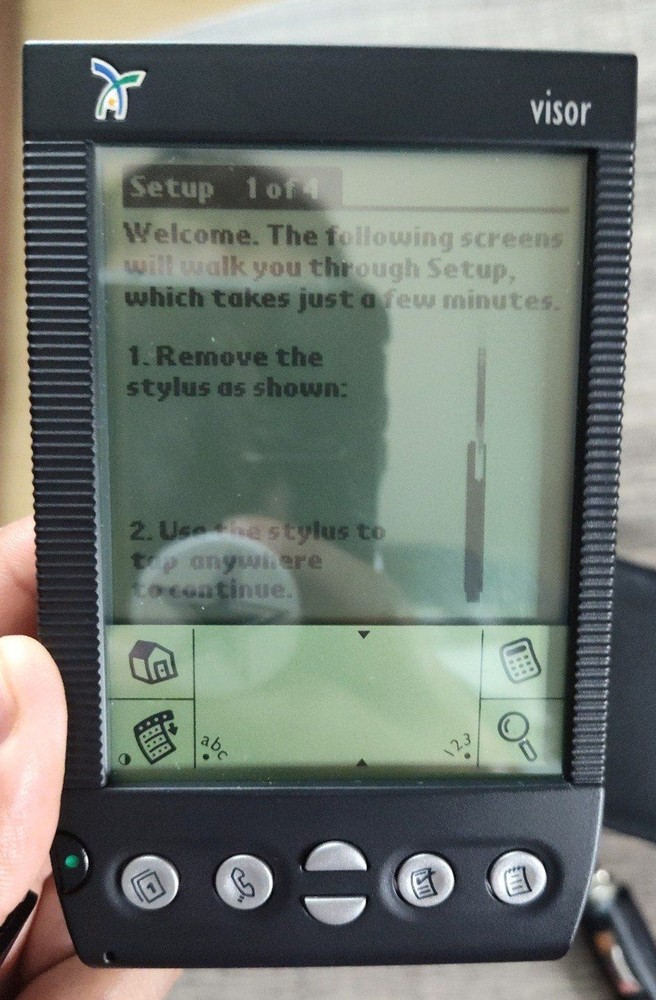 visor
Setup 1 of 4
Welcome. The following screens
will walk you through Setup,
which takes just a few minutes.
1. Remove the
stylus as shown:
2. Use the stylus to
tap anywhere
to continue.
abc
123
1